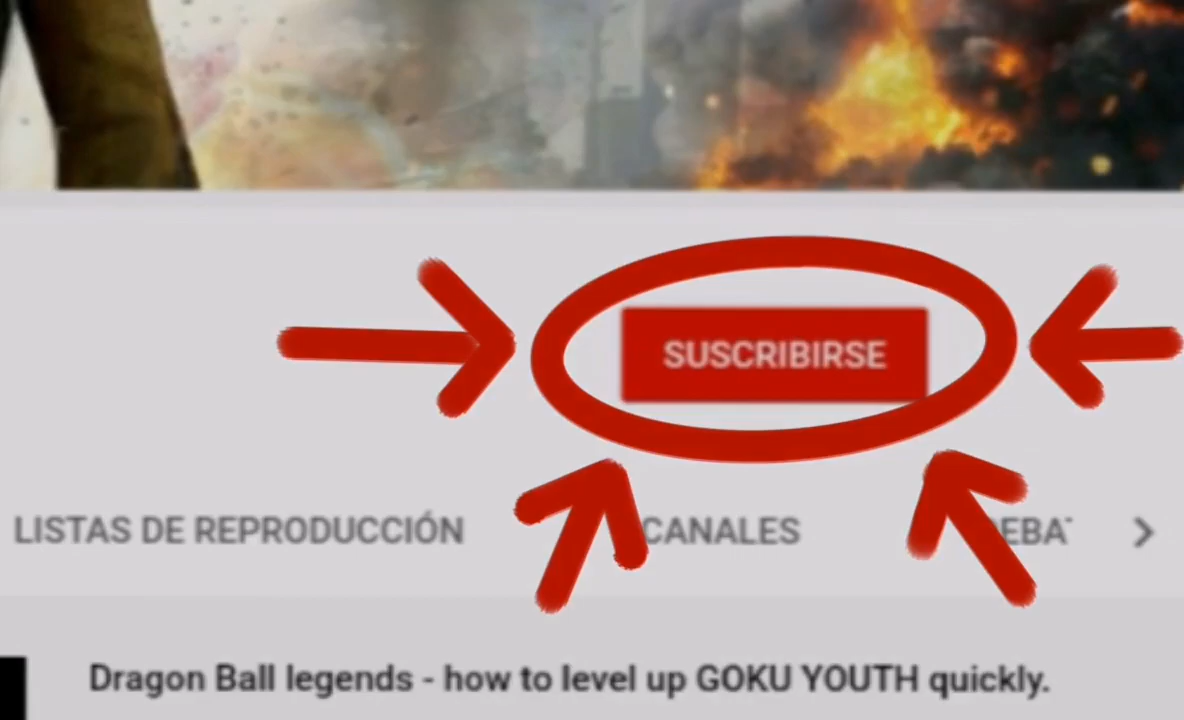 SUSCRIBIRSE
LISTAS DE REPRODUCCIÓN CANALES
Dragon Ball legends - how to level up GOKU YOUTH quickly.